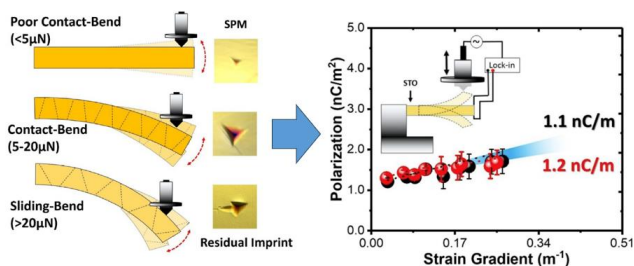 Poor Contact-Bend
(<5μN)
SPM
Contact-Bend
(5-20μN)
Sliding-Bend
(>20μN)
Residual Imprint
Polarization (nC/m²)
5.0
4.0
3.0
2.0
1.0
0.0
STO
~
Lock-in
1.1 nC/m
1.2 nC/m
0.00
0.17
0.34
0.51
Strain Gradient (m⁻¹)